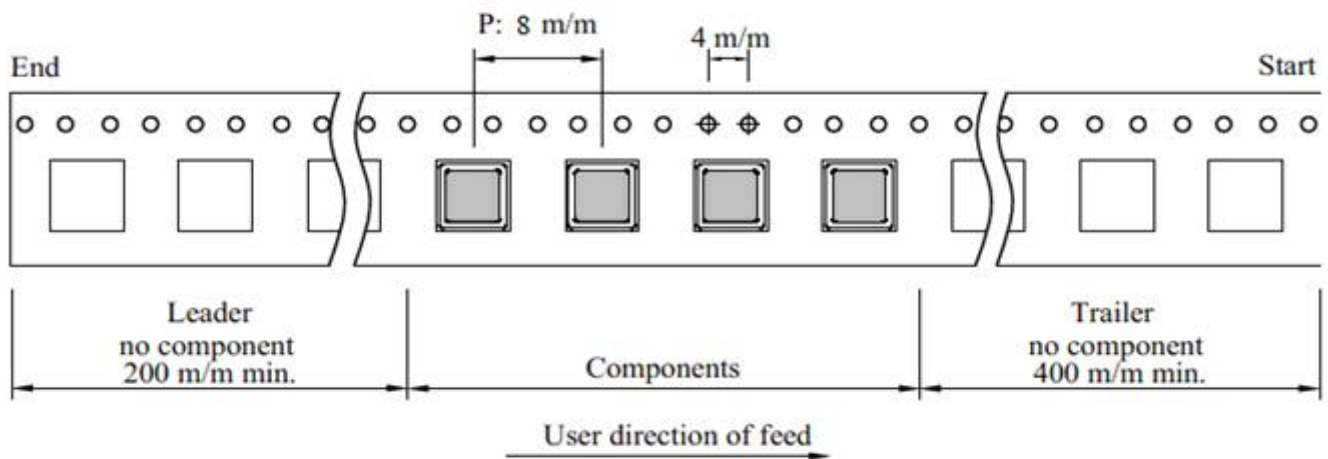 P: 8 m/m
4 m/m
End
Start
Leader
no component
200 m/m min.
Components
Trailer
no component
400 m/m min.
User direction of feed